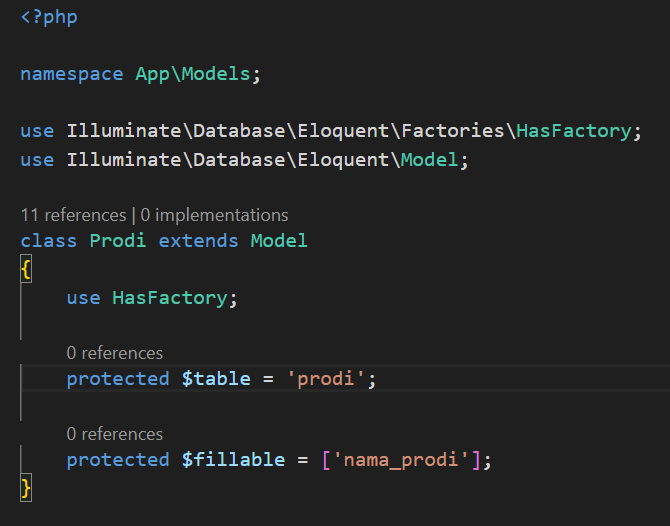 <?php
namespace App\Models;
use Illuminate\Database\Eloquent\Factories\HasFactory;
use Illuminate\Database\Eloquent\Model;
11 references | 0 implementations
class Prodi extends Model
{
use HasFactory;
0 references
protected $table = 'prodi';
0 references
protected $fillable = ['nama_prodi'];
}